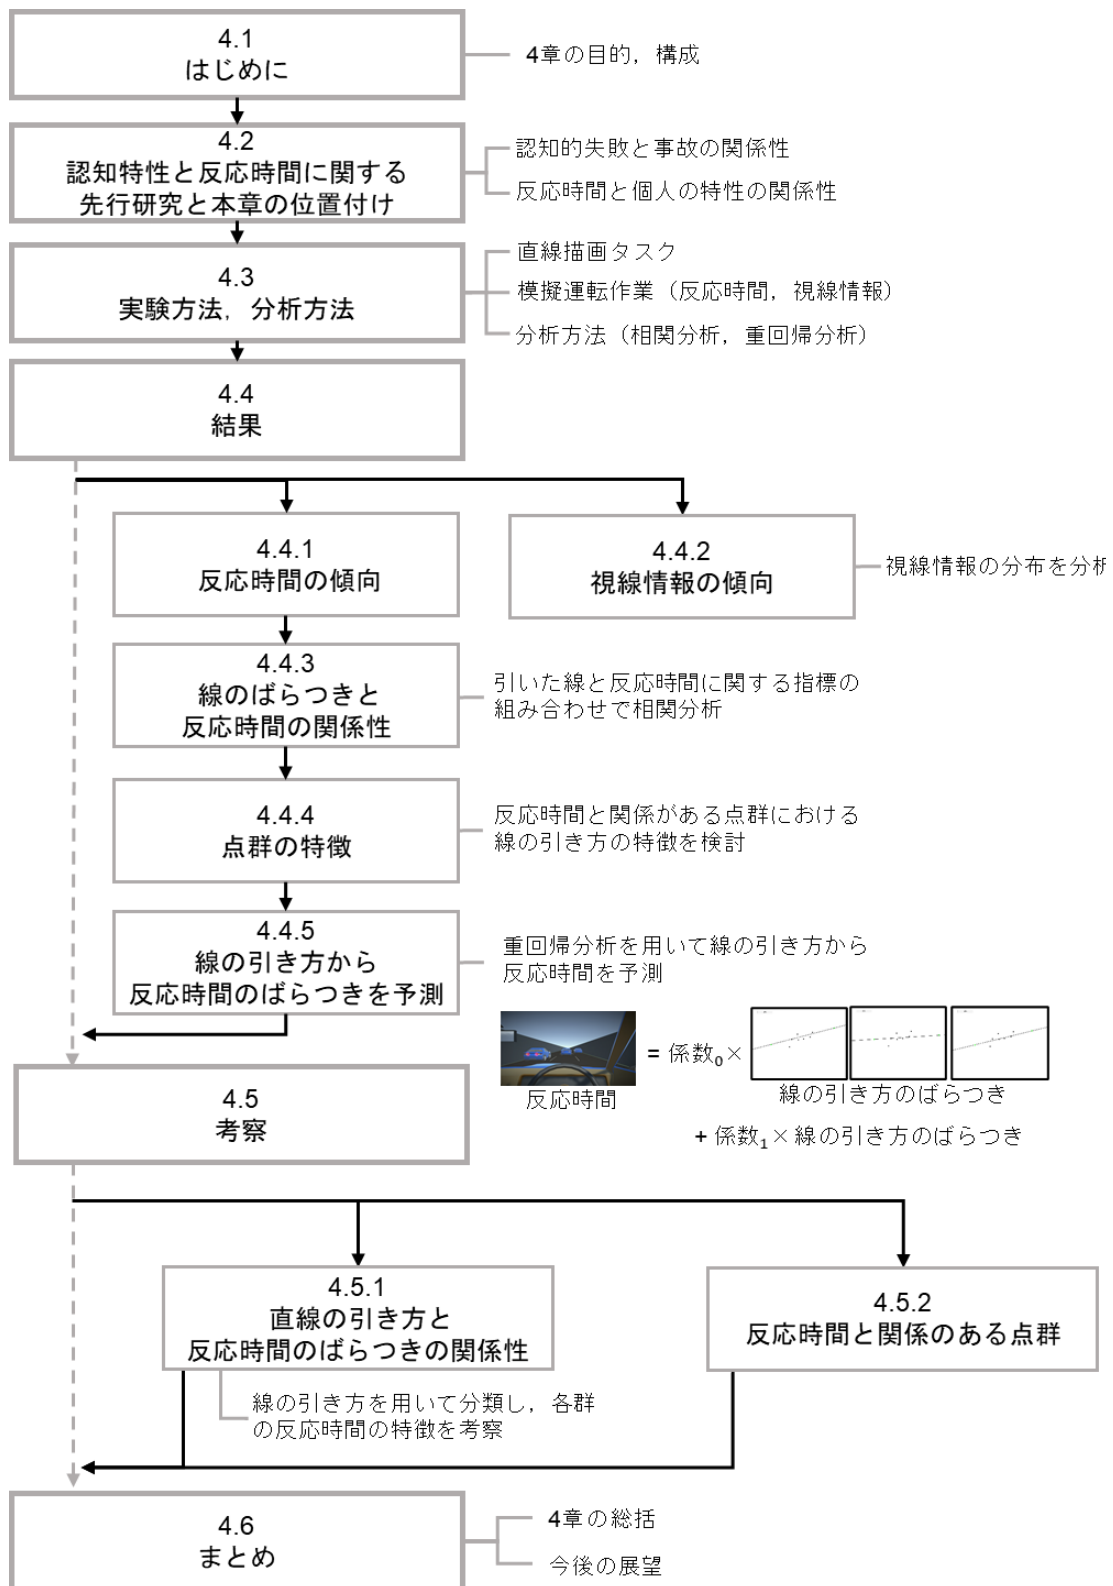 4.1
はじめに
4章の目的，構成
4.2
認知特性と反応時間に関する
先行研究と本章の位置付け
認知的失敗と事故の関係性
反応時間と個人の特性の関係性
4.3
実験方法，分析方法
直線描画タスク
模擬運転作業（反応時間，視線情報）
分析方法（相関分析，重回帰分析）
4.4
結果
4.4.1
反応時間の傾向
4.4.2
視線情報の傾向
視線情報の分布を分析
4.4.3
線のばらつきと
反応時間の関係性
引いた線と反応時間に関する指標の
組み合わせで相関分析
4.4.4
点群の特徴
反応時間と関係がある点群における
線の引き方の特徴を検討
4.4.5
線の引き方から
反応時間のばらつきを予測
重回帰分析を用いて線の引き方から
反応時間を予測
= 係数₀×
反応時間
線の引き方のばらつき
+ 係数₁×線の引き方のばらつき
4.5
考察
4.5.1
直線の引き方と
反応時間のばらつきの関係性
線の引き方を用いて分類し，各群
の反応時間の特徴を考察
4.5.2
反応時間と関係のある点群
4.6
まとめ
4章の総括
今後の展望